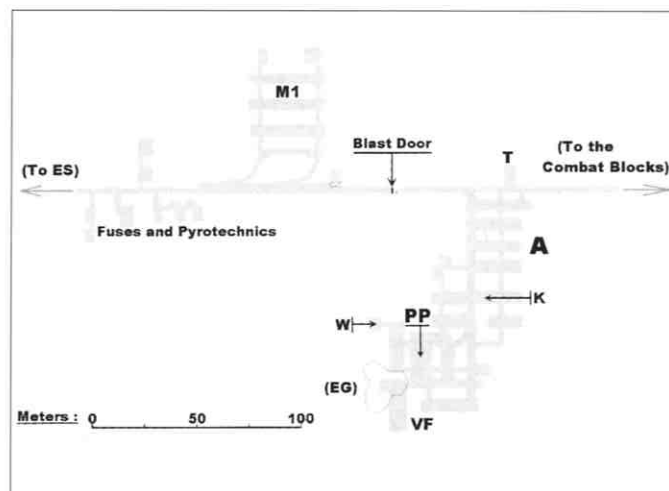 M1
Blast Door
(To ES)
T
(To the
Combat Blocks)
Fuses and Pyrotechnics
A
K
W
PP
(EG)
Meters :
0
50
100
VF